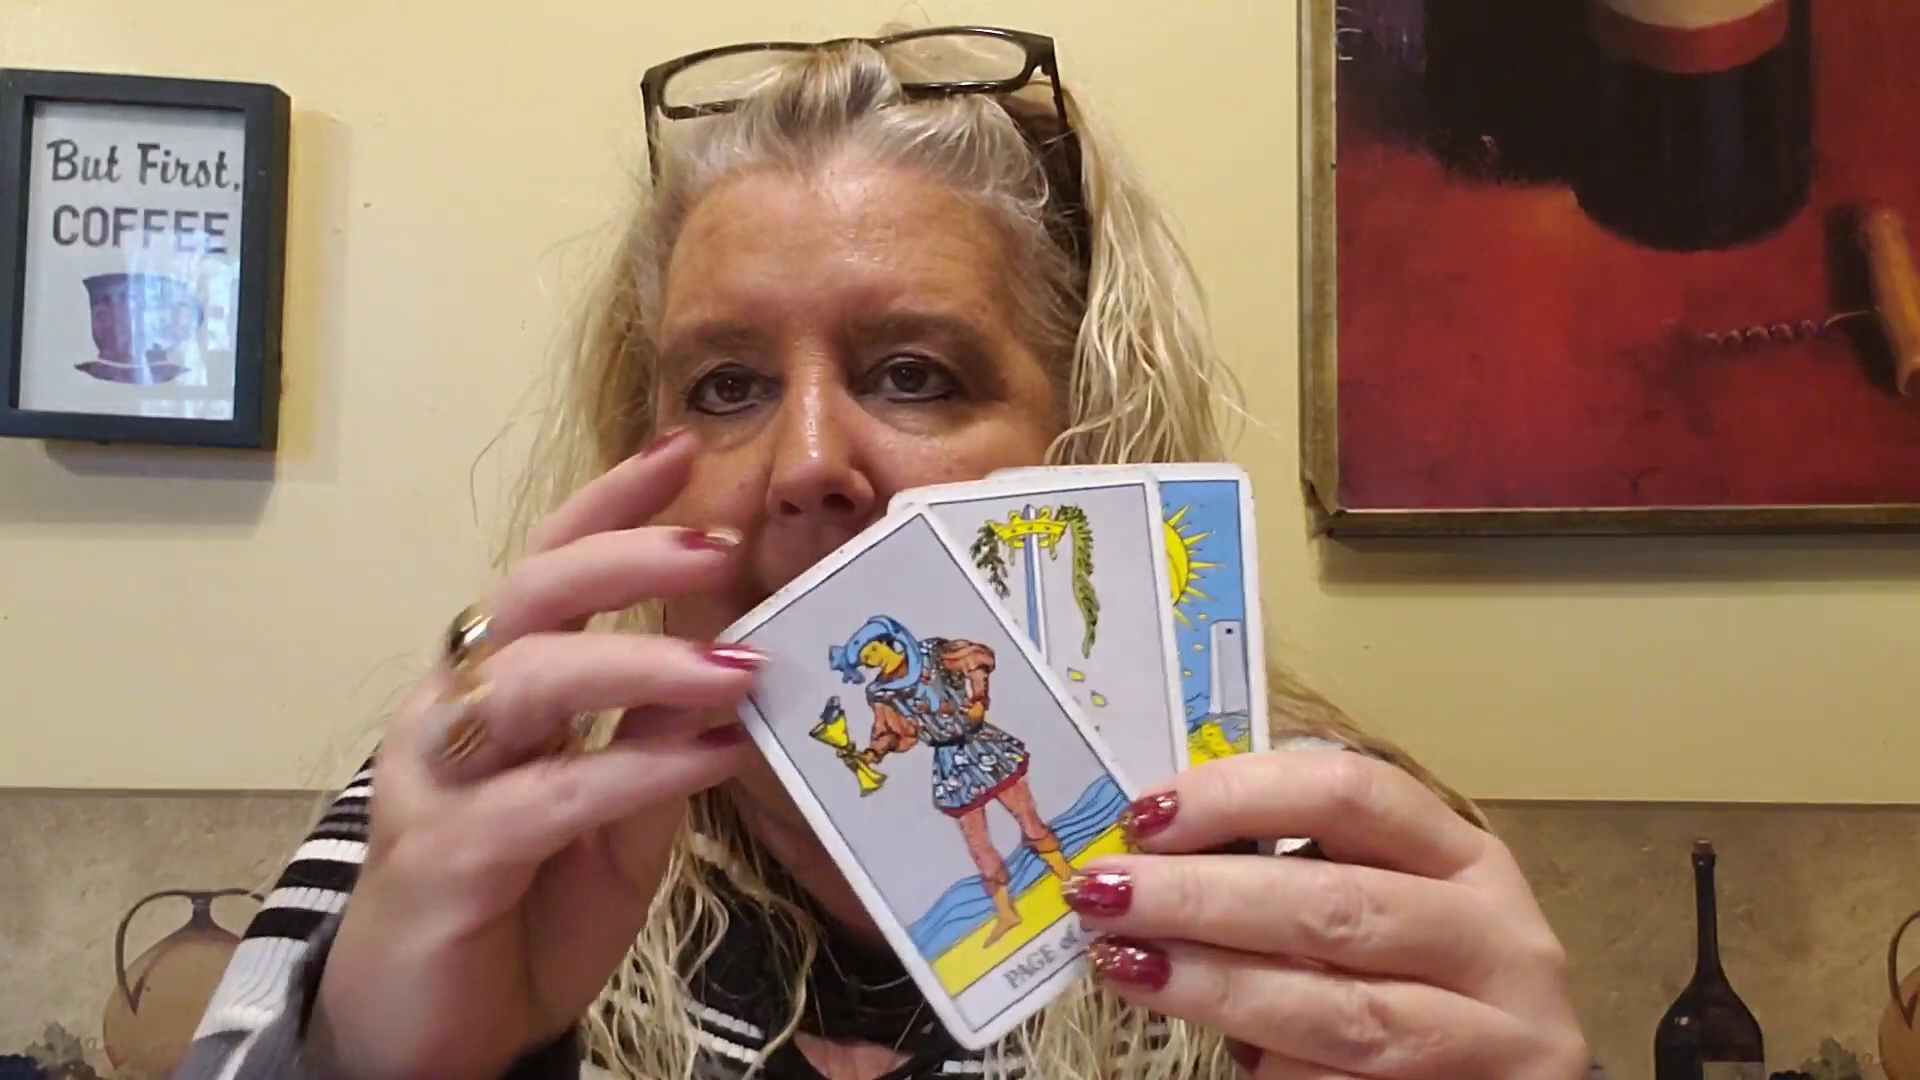 But First,
COFFEE
PAGE of